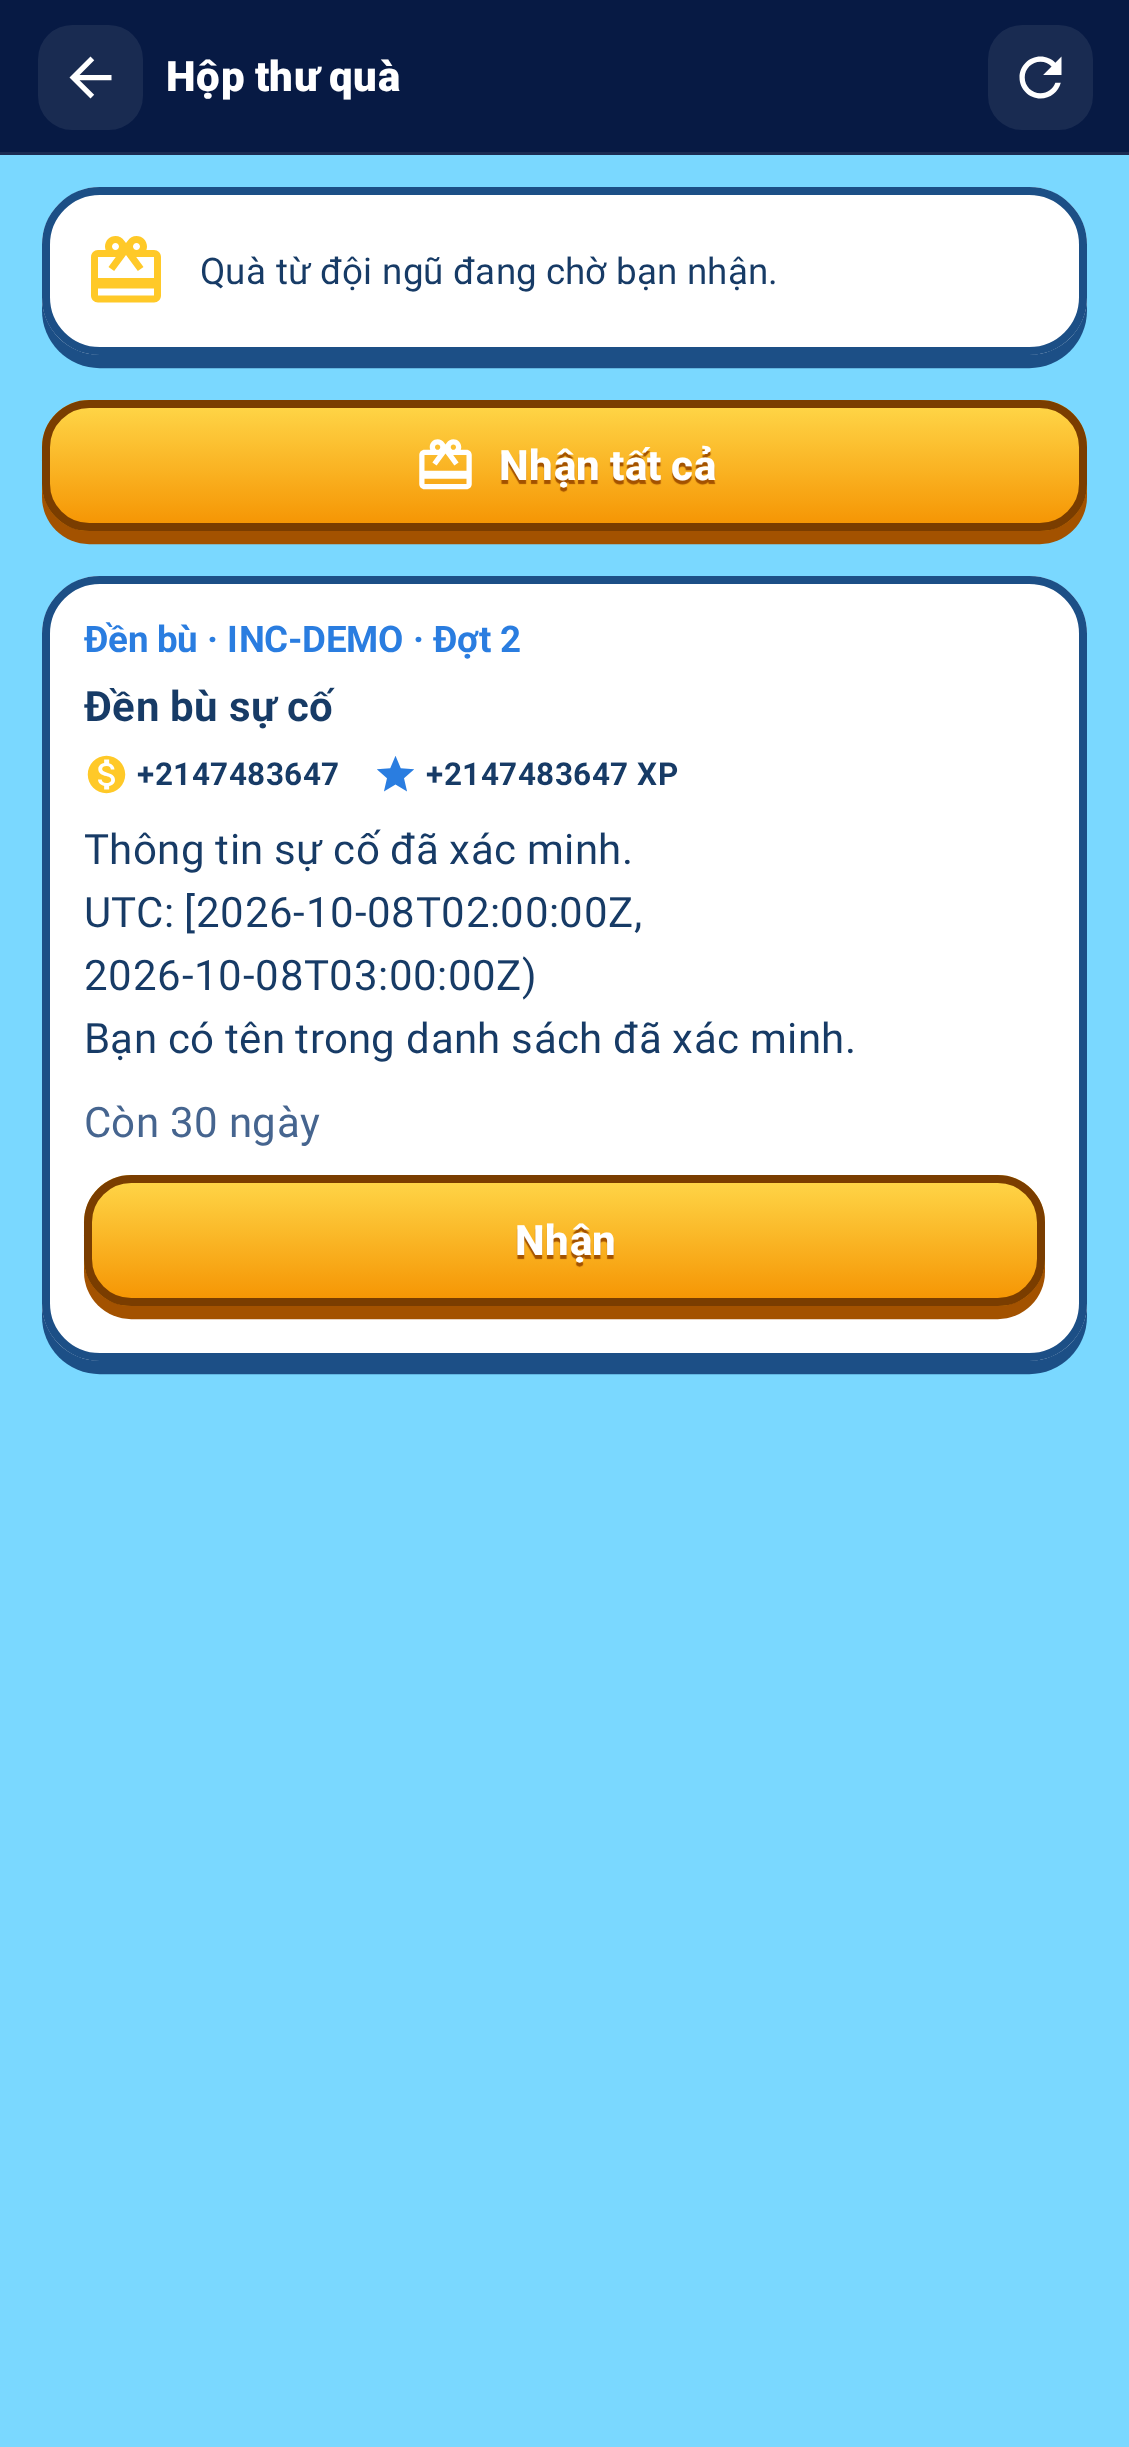 Hộp thư quà
Quà từ đội ngũ đang chờ bạn nhận.
Nhận tất cả
Đền bù · INC-DEMO · Đợt 2
Đền bù sự cố
+2147483647 +2147483647 XP
Thông tin sự cố đã xác minh.
UTC: [2026-10-08T02:00:00Z,
2026-10-08T03:00:00Z)
Bạn có tên trong danh sách đã xác minh.
Còn 30 ngày
Nhận